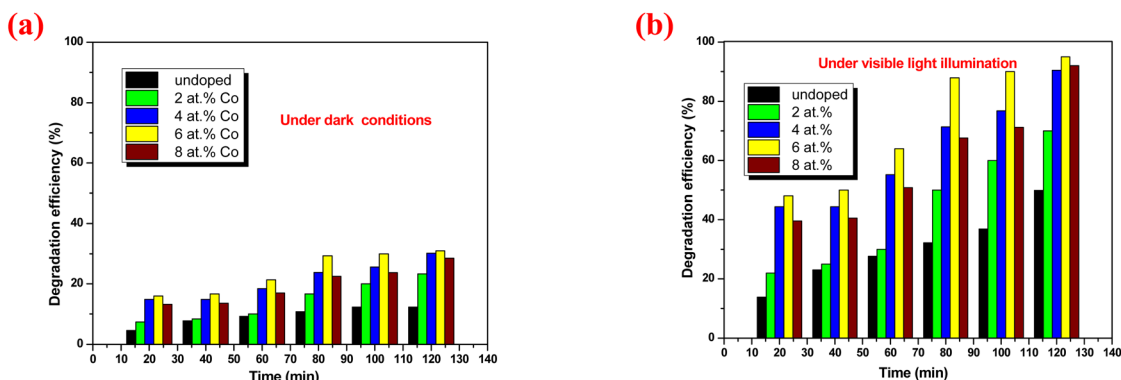 (a)
100
80
60
40
20
0
Degradation efficiency (%)
undoped
2 at.% Co
4 at.% Co
6 at.% Co
8 at.% Co
Under dark conditions
0 10 20 30 40 50 60 70 80 90 100 110 120 130 140
Time (min)
(b)
100
80
60
40
20
0
Degradation efficiency (%)
Under visible light illumination
undoped
2 at.%
4 at.%
6 at.%
8 at.%
0 10 20 30 40 50 60 70 80 90 100 110 120 130 140
Time (min)